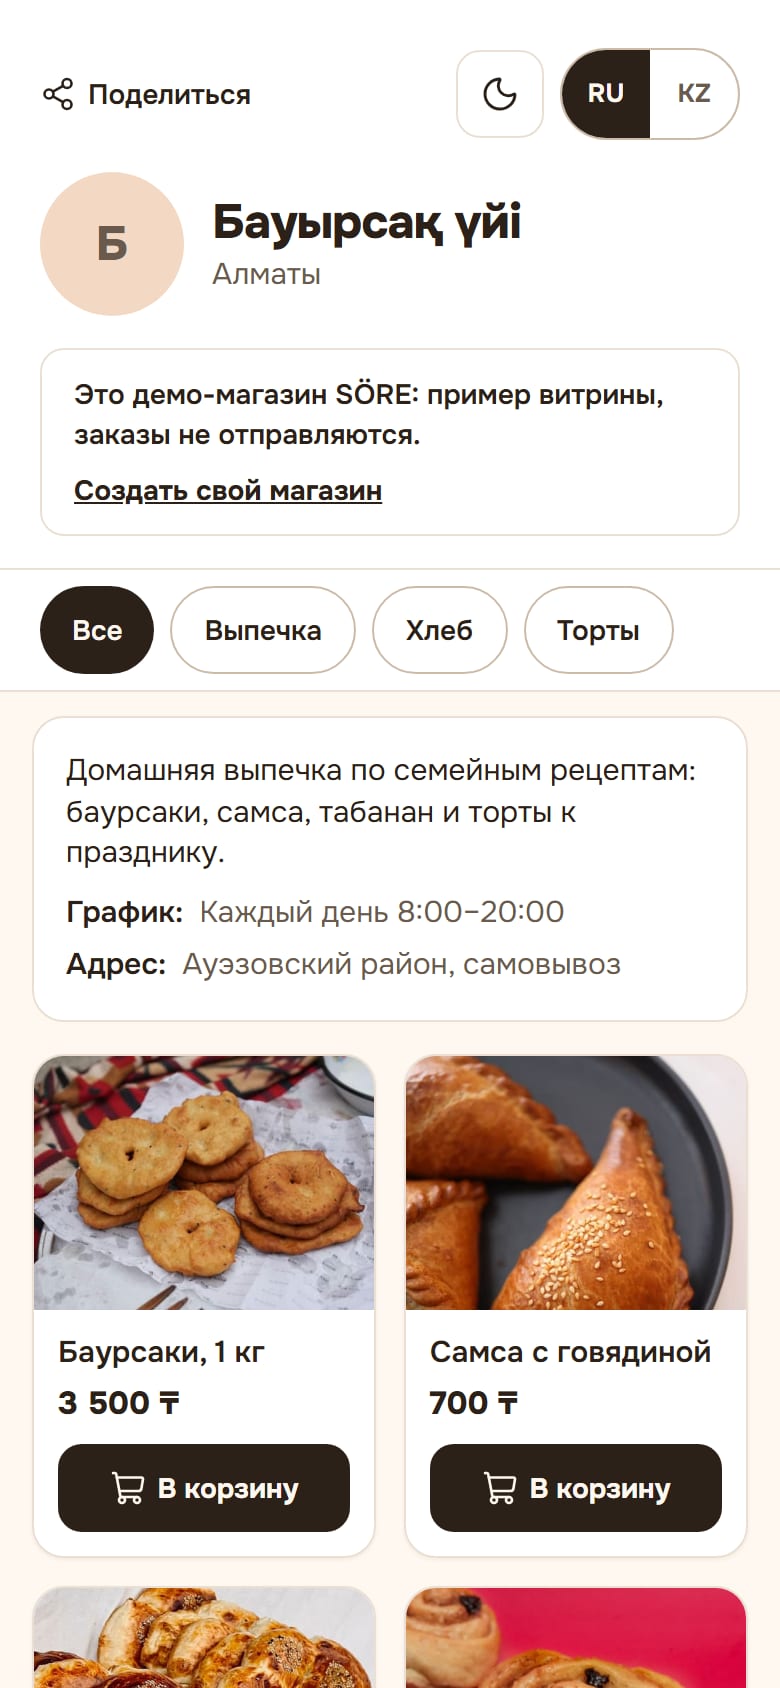 Поделиться
RU KZ
Б
Бауырсақ үйі
Алматы
Это демо-магазин SÖRE: пример витрины,
заказы не отправляются.
Создать свой магазин
Все Выпечка Хлеб Торты
Домашняя выпечка по семейным рецептам:
баурсаки, самса, табанан и торты к
празднику.
График: Каждый день 8:00–20:00
Адрес: Ауэзовский район, самовывоз
Баурсаки, 1 кг
3 500 ₸
В корзину
Самса с говядиной
700 ₸
В корзину